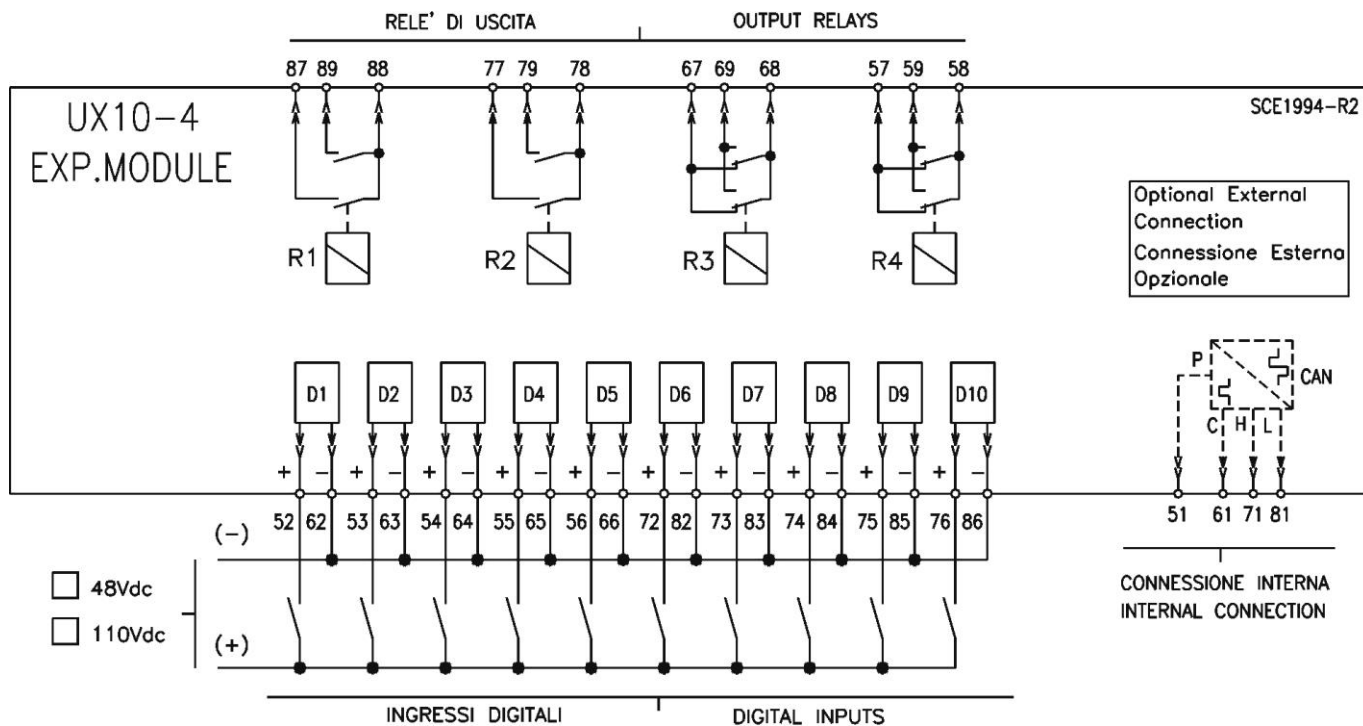 RELE' DI USCITA OUTPUT RELAYS
87 89 88 77 79 78 67 69 68 57 59 58
UX10-4
EXP.MODULE
SCE1994-R2
Optional External
Connection
Connessione Esterna
Opzionale
R1 R2 R3 R4
D1 D2 D3 D4 D5 D6 D7 D8 D9 D10
P CAN
C H L
+ − + − + − + − + − + − + − + − + − + −
52 62 53 63 54 64 55 65 56 66 72 82 73 83 74 84 75 85 76 86 51 61 71 81
(−)
48Vdc
110Vdc
(+)
CONNESSIONE INTERNA
INTERNAL CONNECTION
INGRESSI DIGITALI DIGITAL INPUTS